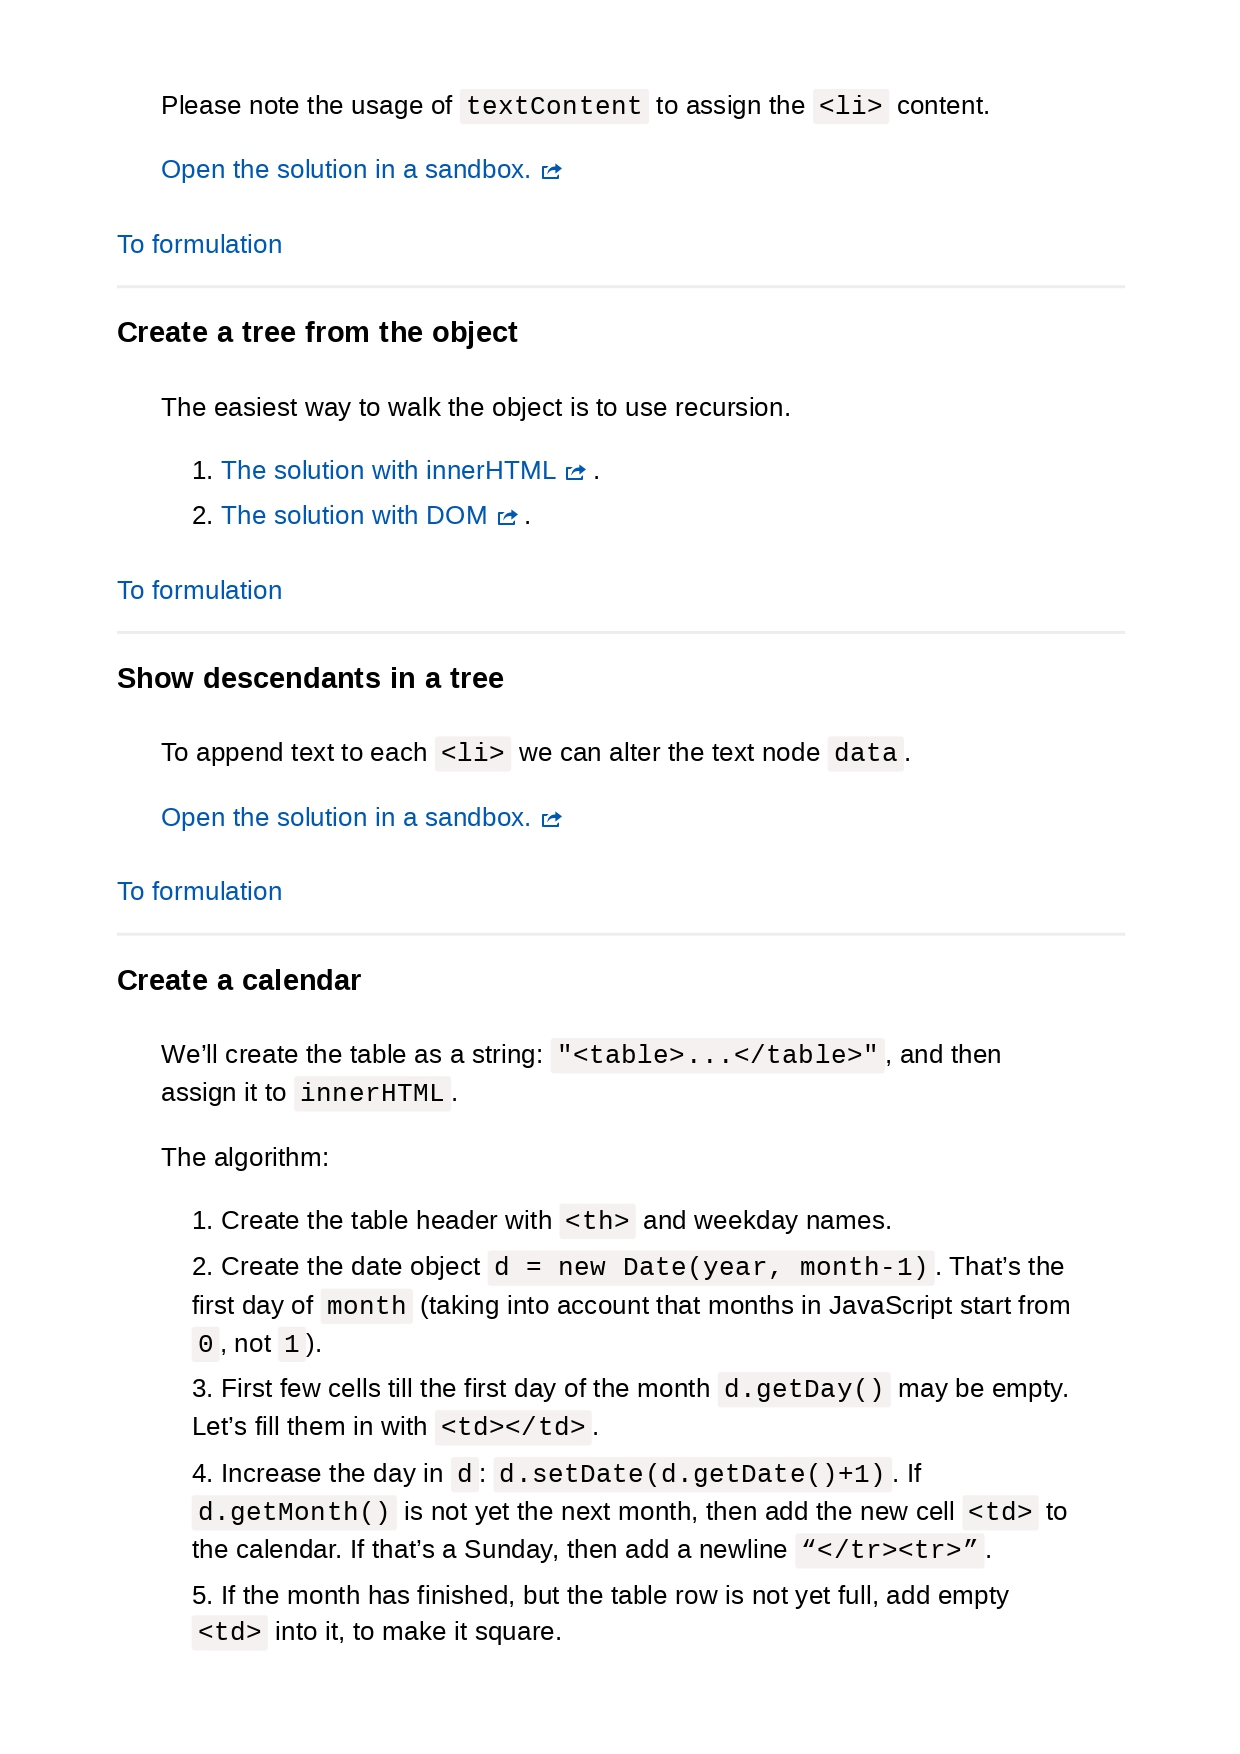 Please note the usage of textContent to assign the <li> content.
Open the solution in a sandbox.
To formulation
Create a tree from the object
The easiest way to walk the object is to use recursion.
1. The solution with innerHTML .
2. The solution with DOM .
To formulation
Show descendants in a tree
To append text to each <li> we can alter the text node data.
Open the solution in a sandbox.
To formulation
Create a calendar
We’ll create the table as a string: "<table>...</table>", and then
assign it to innerHTML.
The algorithm:
1. Create the table header with <th> and weekday names.
2. Create the date object d = new Date(year, month-1). That’s the
first day of month (taking into account that months in JavaScript start from
0, not 1).
3. First few cells till the first day of the month d.getDay() may be empty.
Let’s fill them in with <td></td>.
4. Increase the day in d: d.setDate(d.getDate()+1). If
d.getMonth() is not yet the next month, then add the new cell <td> to
the calendar. If that’s a Sunday, then add a newline “</tr><tr>”.
5. If the month has finished, but the table row is not yet full, add empty
<td> into it, to make it square.